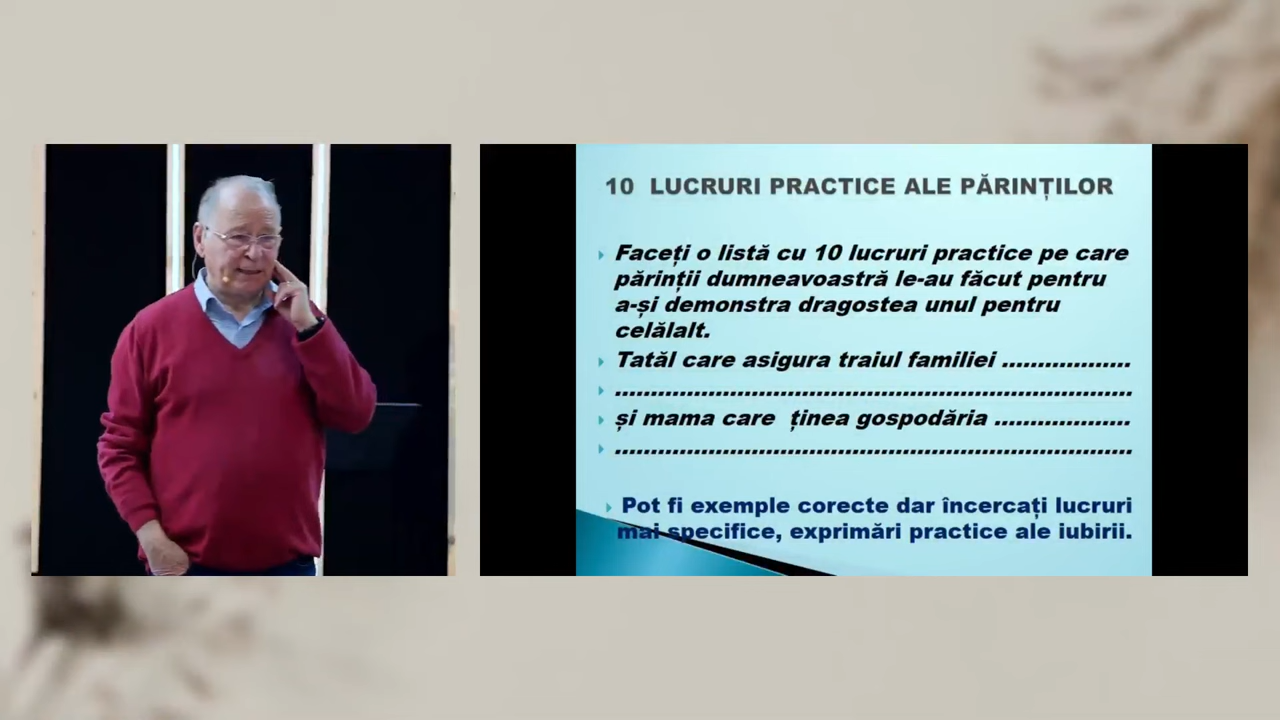 10 LUCRURI PRACTICE ALE PĂRINȚILOR
Faceți o listă cu 10 lucruri practice pe care
părinții dumneavoastră le-au făcut pentru
a-și demonstra dragostea unul pentru
celălalt.
Tatăl care asigura traiul familiei ..................
........................................................................
și mama care ținea gospodăria ...................
........................................................................
Pot fi exemple corecte dar încercați lucruri
mai specifice, exprimări practice ale iubirii.